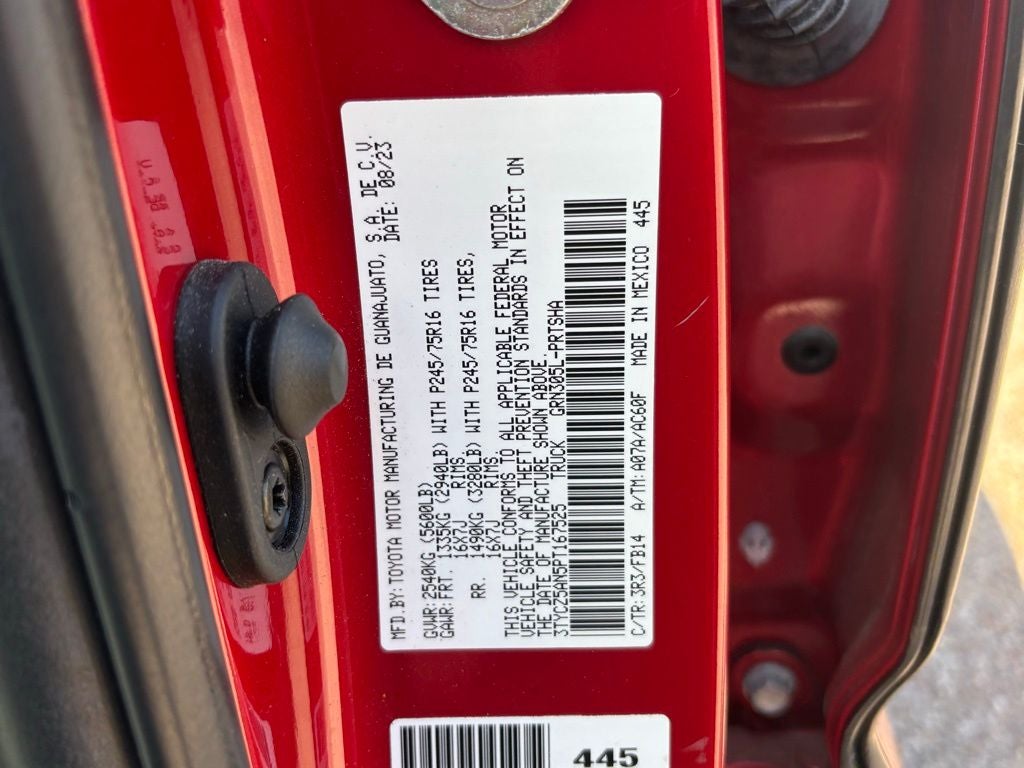 MFD.BY: TOYOTA MOTOR MANUFACTURING DE GUANAJUATO, S.A. DE C.V.
DATE: 08/23
GVWR: 2540KG (5600LB)
GAWR: FRT. 1335KG (2940LB) WITH P245/75R16 TIRES
16X7J RIMS,
RR. 1490KG (3280LB) WITH P245/75R16 TIRES,
16X7J RIMS.
THIS VEHICLE CONFORMS TO ALL APPLICABLE FEDERAL MOTOR
VEHICLE SAFETY AND THEFT PREVENTION STANDARDS IN EFFECT ON
THE DATE OF MANUFACTURE SHOWN ABOVE.
3TYCZ5AN5PT167525 TRUCK GRN305L-PRTSHA
C/TR: 3R3/FB14 A/TM: A07A/AC60F MADE IN MEXICO 445
445